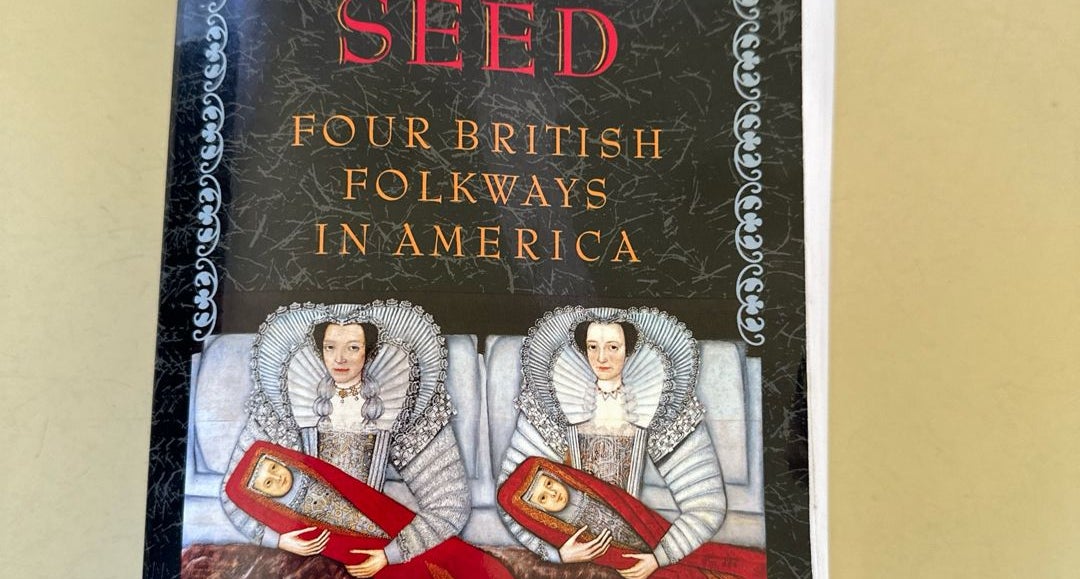 SEED
FOUR BRITISH
FOLKWAYS
IN AMERICA